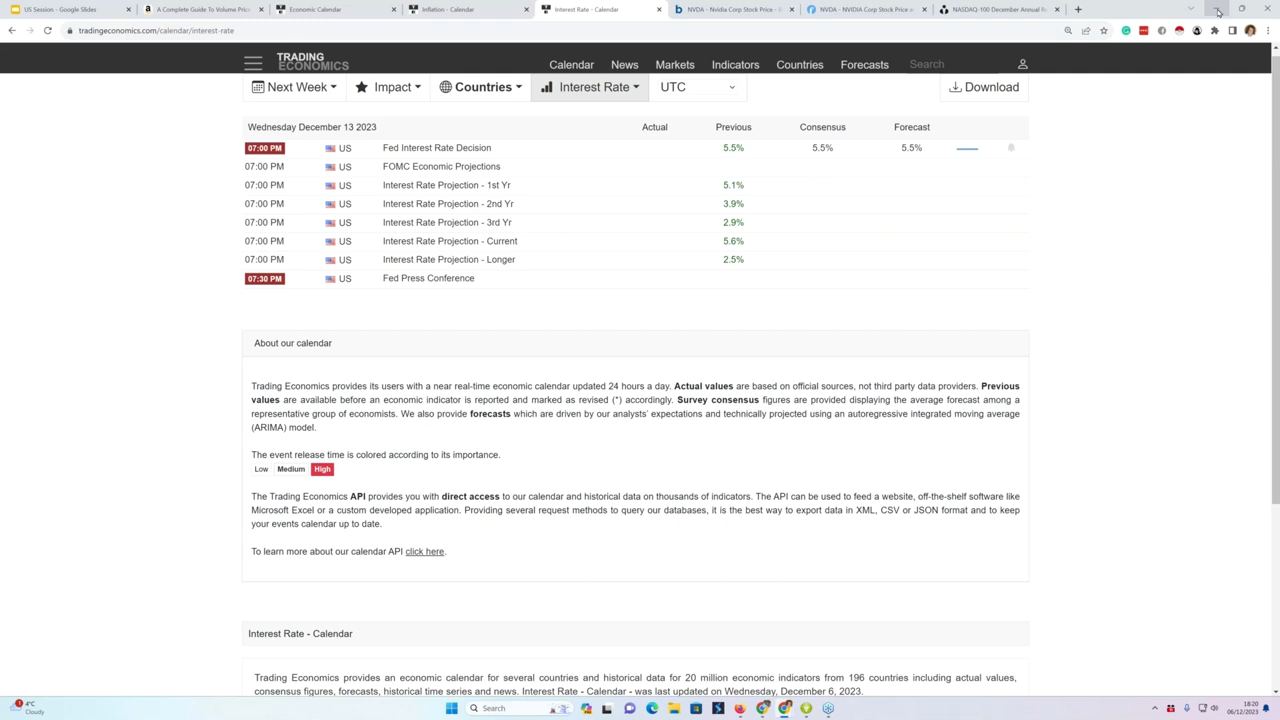 US Session - Google Slides
A Complete Guide To Volume Price
Economic Calendar
Inflation - Calendar
Interest Rate - Calendar
NVDA - Nvidia Corp Stock Price - B
NVDA - NVIDIA Corp Stock Price an
NASDAQ-100 December Annual Re
tradingeconomics.com/calendar/interest-rate
TRADING
ECONOMICS
Calendar News Markets Indicators Countries Forecasts Search
Next Week Impact Countries Interest Rate UTC Download
Wednesday December 13 2023 Actual Previous Consensus Forecast
07:00 PM US Fed Interest Rate Decision 5.5% 5.5% 5.5%
07:00 PM US FOMC Economic Projections
07:00 PM US Interest Rate Projection - 1st Yr 5.1%
07:00 PM US Interest Rate Projection - 2nd Yr 3.9%
07:00 PM US Interest Rate Projection - 3rd Yr 2.9%
07:00 PM US Interest Rate Projection - Current 5.6%
07:00 PM US Interest Rate Projection - Longer 2.5%
07:30 PM US Fed Press Conference
About our calendar
Trading Economics provides its users with a near real-time economic calendar updated 24 hours a day. Actual values are based on official sources, not third party data providers. Previous
values are available before an economic indicator is reported and marked as revised (*) accordingly. Survey consensus figures are provided displaying the average forecast among a
representative group of economists. We also provide forecasts which are driven by our analysts' expectations and technically projected using an autoregressive integrated moving average
(ARIMA) model.
The event release time is colored according to its importance.
Low Medium High
The Trading Economics API provides you with direct access to our calendar and historical data on thousands of indicators. The API can be used to feed a website, off-the-shelf software like
Microsoft Excel or a custom developed application. Providing several request methods to query our databases, it is the best way to export data in XML, CSV or JSON format and to keep
your events calendar up to date.
To learn more about our calendar API click here.
Interest Rate - Calendar
Trading Economics provides an economic calendar for several countries and historical data for 20 million economic indicators from 196 countries including actual values,
consensus figures, forecasts, historical time series and news. Interest Rate - Calendar - was last updated on Wednesday, December 6, 2023.
4°C
Cloudy
Search
18:20
06/12/2023